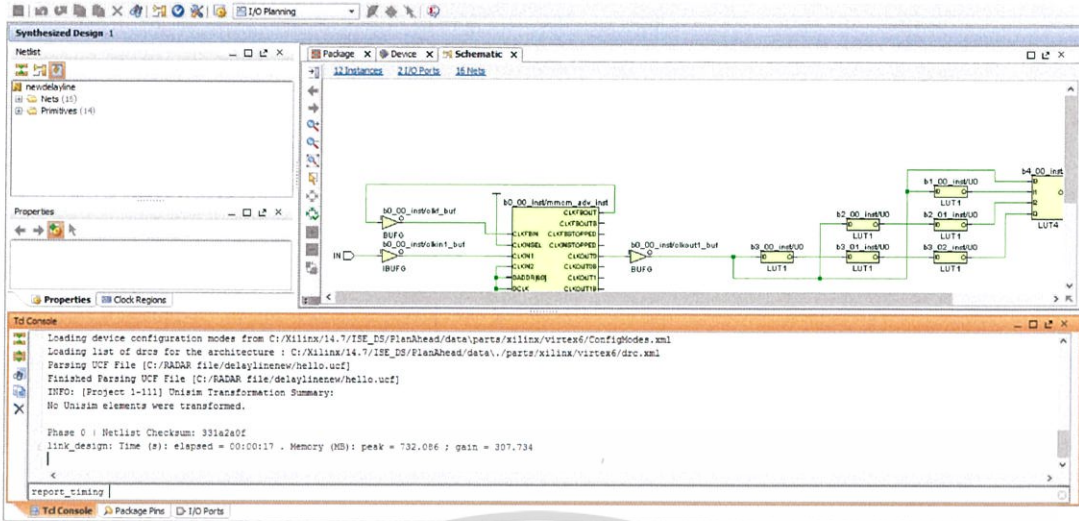 I/O Planning
Synthesized Design -1
Netlist
newdelayline
Nets (15)
Primitives (14)
Properties
Properties
Clock Regions
Package
Device
Schematic
12 Instances
2 I/O Ports
16 Nets
b0_00_inst/clkf_buf
BUFG
b0_00_inst/clkin1_buf
IN
IBUFG
b0_00_inst/mmcm_adv_inst
CLKFBOUT
CLKFBOUTB
CLKFBIN CLKFBSTOPPED
CLKINSEL CLKINSTOPPED
CLKIN1 CLKOUT0
CLKIN2 CLKOUT0B
DADDR[6:0] CLKOUT1
DCLK CLKOUT1B
b0_00_inst/clkout1_buf
BUFG
b3_00_inst/U0
LUT1
b2_00_inst/U0
LUT1
b3_01_inst/U0
LUT1
b1_00_inst/U0
LUT1
b2_01_inst/U0
LUT1
b3_02_inst/U0
LUT1
b4_00_inst
LUT4
Tcl Console
Loading device configuration modes from C:/Xilinx/14.7/ISE_DS/PlanAhead/data\parts/xilinx/virtex6/ConfigModes.xml
Loading list of drcs for the architecture : C:/Xilinx/14.7/ISE_DS/PlanAhead/data\./parts/xilinx/virtex6/drc.xml
Parsing UCF File [C:/RADAR file/delaylinenew/hello.ucf]
Finished Parsing UCF File [C:/RADAR file/delaylinenew/hello.ucf]
INFO: [Project 1-111] Unisim Transformation Summary:
No Unisim elements were transformed.
Phase 0 | Netlist Checksum: 331a2a0f
link_design: Time (s): elapsed = 00:00:17 . Memory (MB): peak = 732.086 ; gain = 307.734
report_timing
Tcl Console
Package Pins
I/O Ports